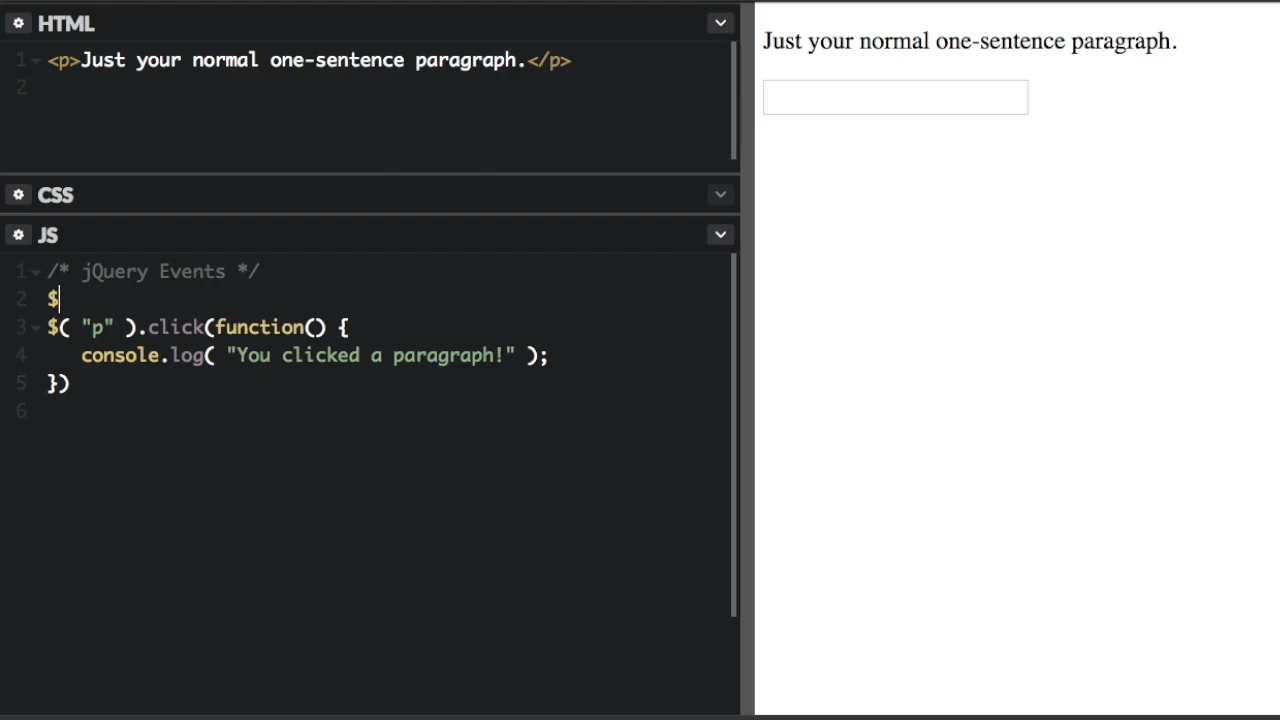 HTML
1 <p>Just your normal one-sentence paragraph.</p>
2
CSS
JS
1 /* jQuery Events */
2 $
3 $( "p" ).click(function() {
4 console.log( "You clicked a paragraph!" );
5 })
6
Just your normal one-sentence paragraph.